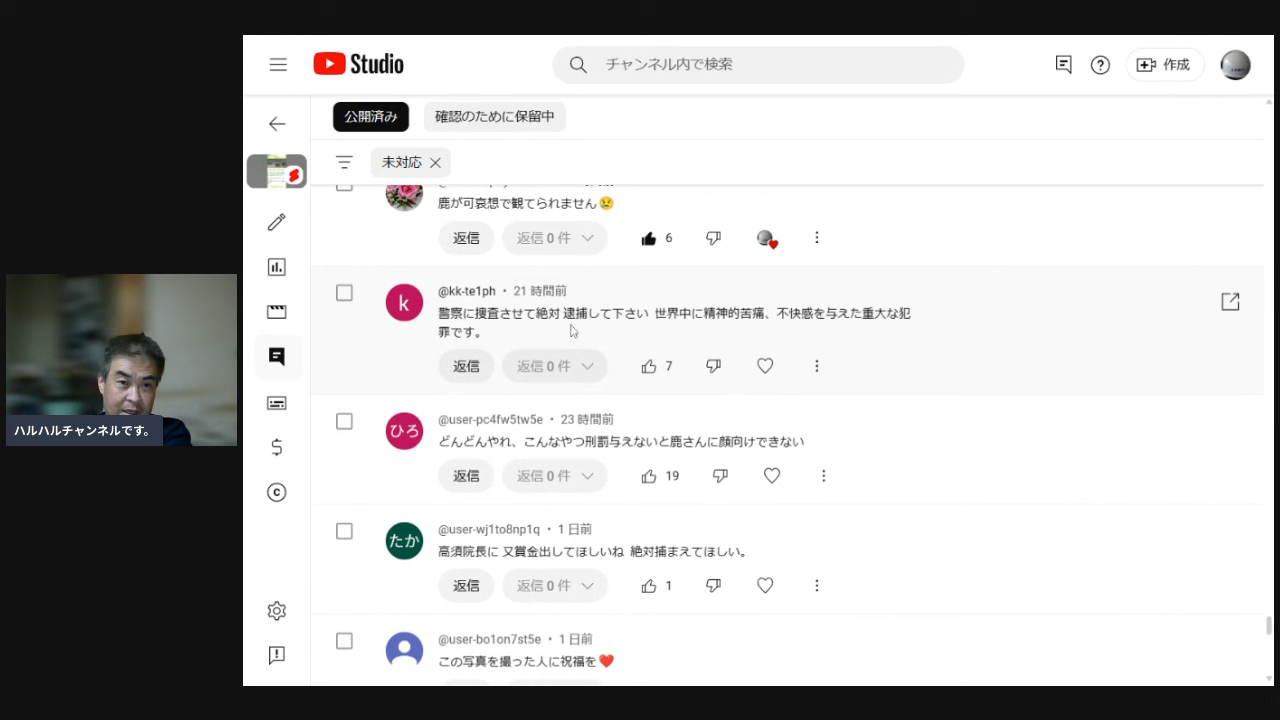 Studio
チャンネル内で検索
作成
公開済み
確認のために保留中
未対応
鹿が可哀想で観てられません😢
返信
返信 0 件
6
@kk-te1ph • 21 時間前
警察に捜査させて絶対 逮捕して下さい 世界中に精神的苦痛、不快感を与えた重大な犯
罪です。
返信
返信 0 件
7
ひろ
@user-pc4fw5tw5e • 23 時間前
どんどんやれ、こんなやつ刑罰与えないと鹿さんに顔向けできない
返信
返信 0 件
19
たか
@user-wj1to8np1q • 1 日前
高須院長に 又賞金出してほしいね 絶対捕まえてほしい。
返信
返信 0 件
1
@user-bo1on7st5e • 1 日前
この写真を撮った人に祝福を❤️
k
ハルハルチャンネルです。